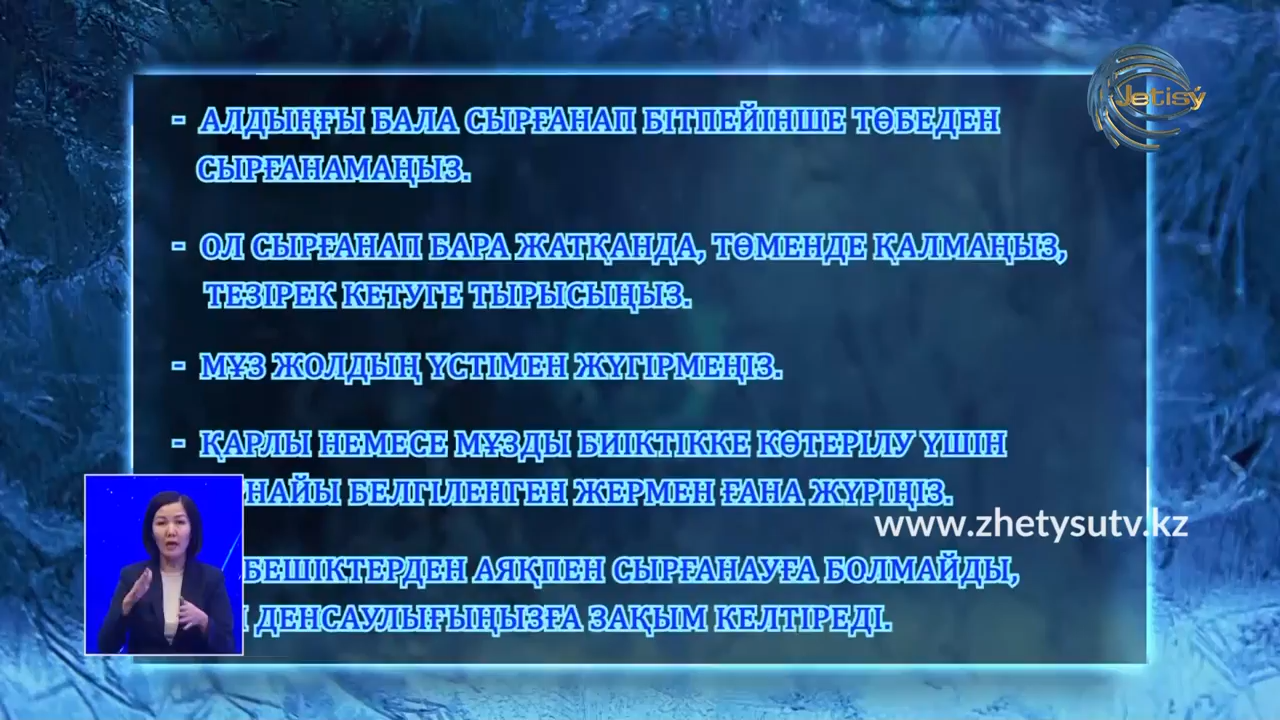 Jetisý
- АЛДЫҢҒЫ БАЛА СЫРҒАНАП БІТПЕЙІНШЕ ТӨБЕДЕН
СЫРҒАНАМАҢЫЗ.
- ОЛ СЫРҒАНАП БАРА ЖАТҚАНДА, ТӨМЕНДЕ ҚАЛМАҢЫЗ,
ТЕЗІРЕК КЕТУГЕ ТЫРЫСЫҢЫЗ.
- МҰЗ ЖОЛДЫҢ ҮСТІМЕН ЖҮГІРМЕҢІЗ.
- ҚАРЛЫ НЕМЕСЕ МҰЗДЫ БИІКТІККЕ КӨТЕРІЛУ ҮШІН
БЕЛГІЛЕНГЕН ЖЕРМЕН ҒАНА ЖҮРІҢІЗ.
www.zhetysutv.kz
АЯҚПЕН СЫРҒАНАУҒА БОЛМАЙДЫ,
ДЕНСАУЛЫҒЫҢЫЗҒА ЗАҚЫМ КЕЛТІРЕДІ.